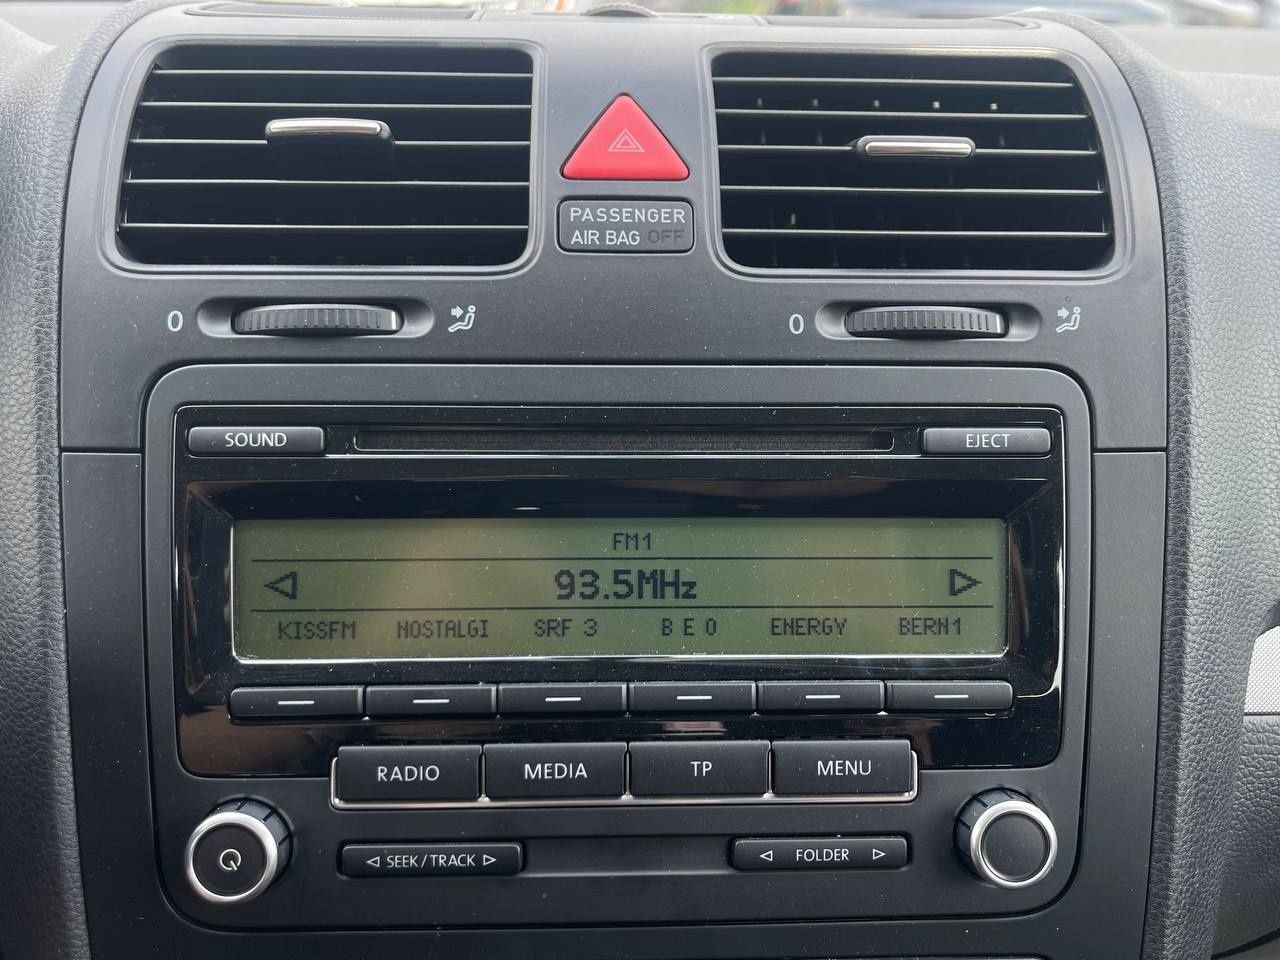 PASSENGER
AIR BAG OFF
0
0
SOUND
EJECT
FM1
93.5MHz
KISSFM NOSTALGI SRF 3 B E O ENERGY BERN1
RADIO MEDIA TP MENU
SEEK / TRACK
FOLDER